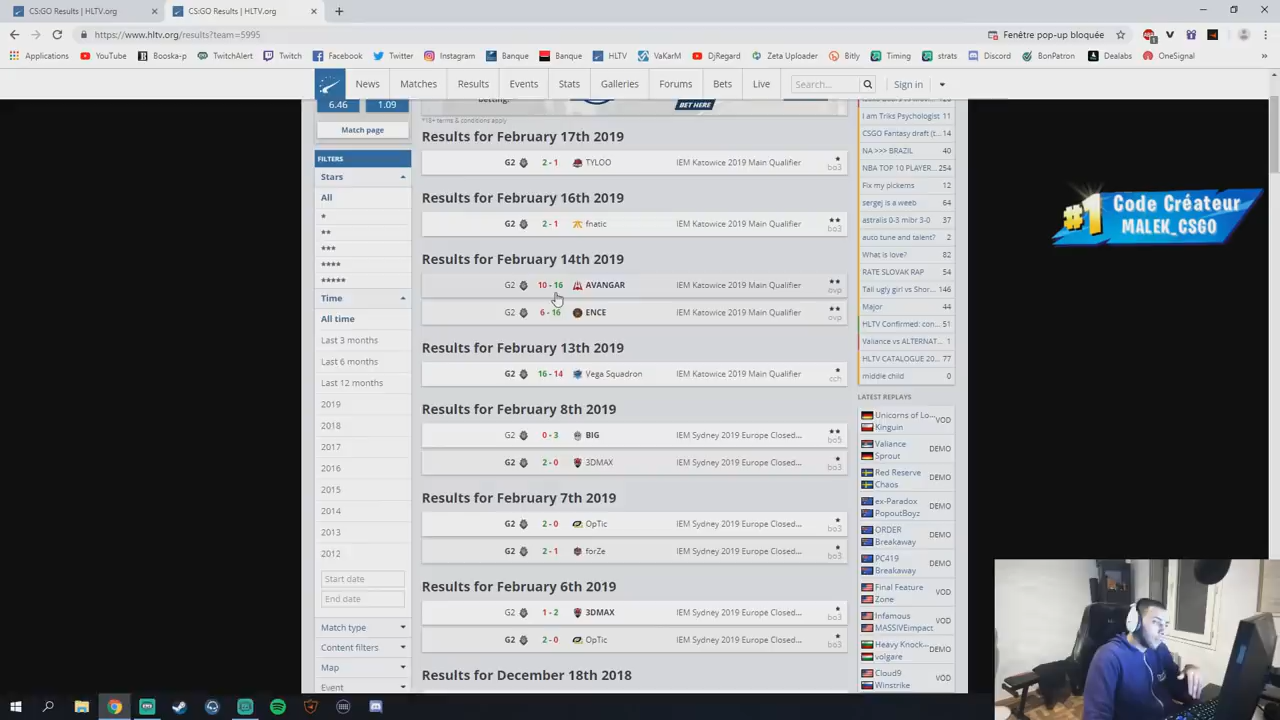 CS:GO Results | HLTV.org
CS:GO Results | HLTV.org
https://www.hltv.org/results?team=5995
Fenêtre pop-up bloquée
Applications YouTube Booska-p TwitchAlert Twitch Facebook Twitter Instagram Banque Banque HLTV VaKarM DjRegard Zeta Uploader Bitly Timing strats Discord BonPatron Dealabs OneSignal
News Matches Results Events Stats Galleries Forums Bets Live Search... Sign in
6.46 1.09
Match page
FILTERS
Stars
All
*
**
***
****
*****
Time
All time
Last 3 months
Last 6 months
Last 12 months
2019
2018
2017
2016
2015
2014
2013
2012
Start date
End date
Match type
Content filters
Map
Event
betting.
BET HERE
*18+ terms & conditions apply
Results for February 17th 2019
G2 2 - 1 TYLOO IEM Katowice 2019 Main Qualifier bo3
Results for February 16th 2019
G2 2 - 1 fnatic IEM Katowice 2019 Main Qualifier bo3
Results for February 14th 2019
G2 10 - 16 AVANGAR IEM Katowice 2019 Main Qualifier ovp
G2 6 - 16 ENCE IEM Katowice 2019 Main Qualifier ovp
Results for February 13th 2019
G2 16 - 14 Vega Squadron IEM Katowice 2019 Main Qualifier cch
Results for February 8th 2019
G2 0 - 3 BIG IEM Sydney 2019 Europe Closed... bo5
G2 2 - 0 3DMAX IEM Sydney 2019 Europe Closed... bo3
Results for February 7th 2019
G2 2 - 0 OpTic IEM Sydney 2019 Europe Closed... bo3
G2 2 - 1 forZe IEM Sydney 2019 Europe Closed... bo3
Results for February 6th 2019
G2 1 - 2 3DMAX IEM Sydney 2019 Europe Closed... bo3
G2 2 - 0 OpTic IEM Sydney 2019 Europe Closed... bo3
Results for December 18th 2018
I am Triks Psychologist 11
CSGO Fantasy draft (t... 14
NA >>> BRAZIL 40
NBA TOP 10 PLAYER... 254
Fix my pickems 12
sergej is a weeb 64
astralis 0-3 mibr 3-0 37
auto tune and talent? 2
What is love? 82
RATE SLOVAK RAP 54
Tall ugly girl vs Shor... 146
Major 44
HLTV Confirmed: con... 51
Valiance vs ALTERNAT... 1
HLTV CATALOGUE 20... 77
middle child 0
LATEST REPLAYS
Unicorns of Lo... VOD
Kinguin
Valiance DEMO
Sprout
Red Reserve DEMO
Chaos
ex-Paradox DEMO
PoopoutBoyz
ORDER DEMO
Breakaway
PC419 DEMO
Breakaway
Final Feature VOD
Zone
Infamous VOD
MASSIVEimpact
Heavy Knock... DEMO
volgare
Cloud9 VOD
Winstrike
#1 Code Créateur
MALEK_CSGO